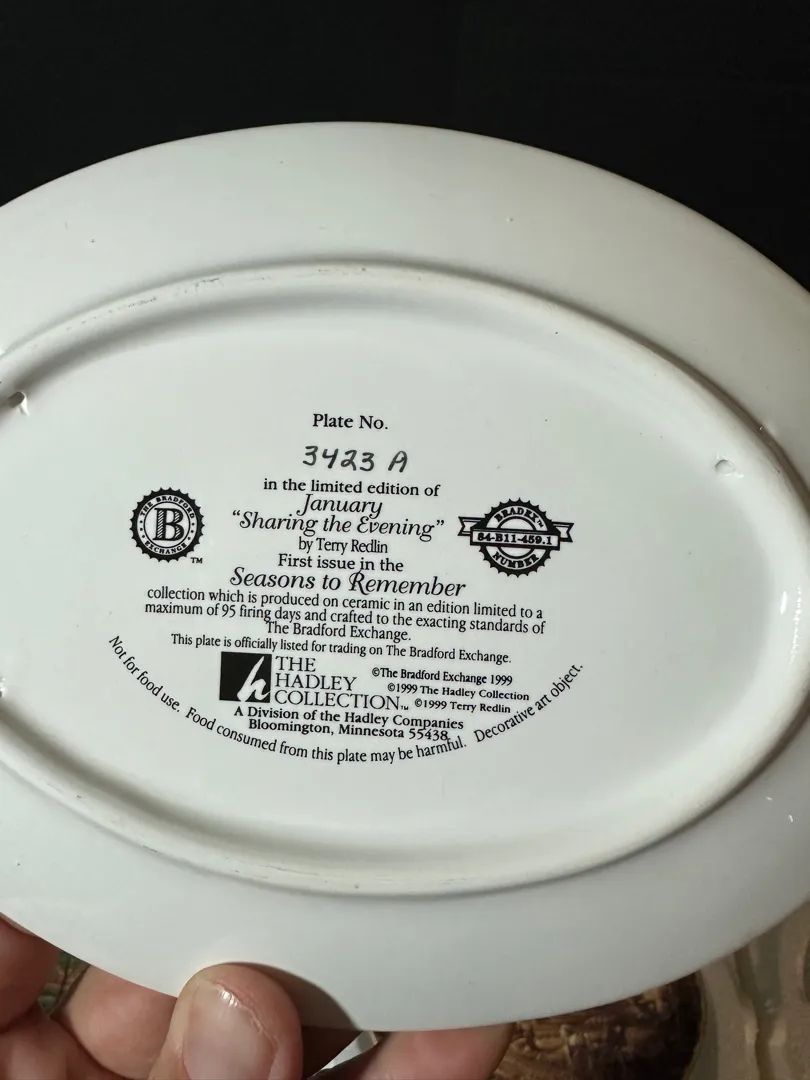 Plate No.
3423 A
in the limited edition of
January
“Sharing the Evening”
by Terry Redlin
First issue in the
Seasons to Remember
collection which is produced on ceramic in an edition limited to a
maximum of 95 firing days and crafted to the exacting standards of
The Bradford Exchange.
This plate is officially listed for trading on The Bradford Exchange.
THE BRADFORD
B
EXCHANGE
TM
BRADEX™
84-B11-459.1
NUMBER
h
THE
HADLEY
COLLECTION™
©The Bradford Exchange 1999
©1999 The Hadley Collection
©1999 Terry Redlin
A Division of the Hadley Companies
Bloomington, Minnesota 55438
Not for food use. Food consumed from this plate may be harmful. Decorative art object.